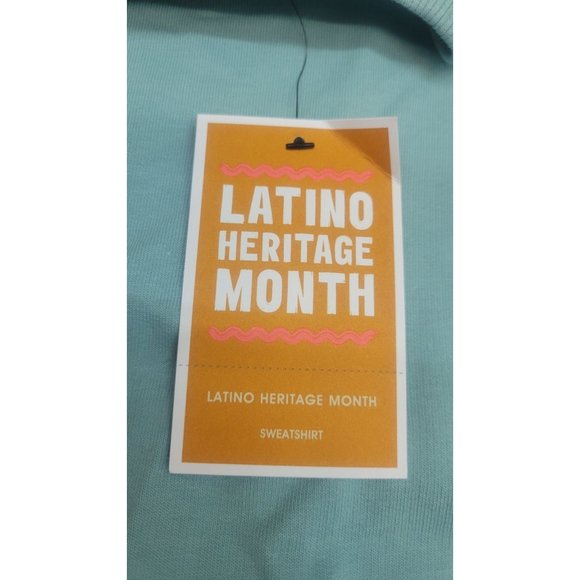 LATINO
HERITAGE
MONTH
LATINO HERITAGE MONTH
SWEATSHIRT